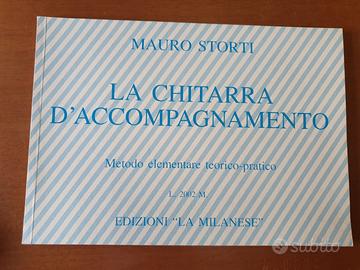 MAURO STORTI
LA CHITARRA
D'ACCOMPAGNAMENTO
Metodo elementare teorico-pratico
L. 2002 M.
EDIZIONI "LA MILANESE"
subito